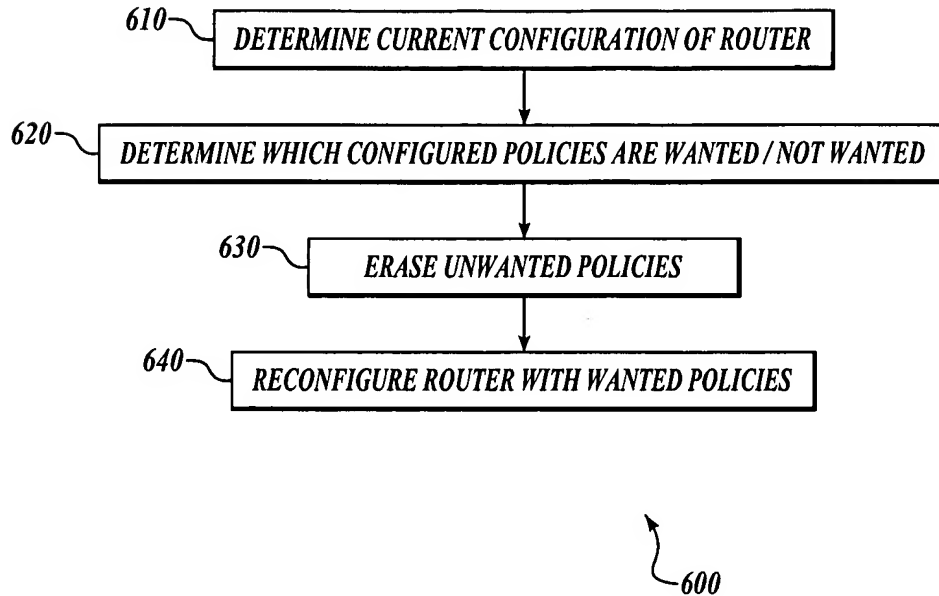 610
DETERMINE CURRENT CONFIGURATION OF ROUTER
620
DETERMINE WHICH CONFIGURED POLICIES ARE WANTED / NOT WANTED
630
ERASE UNWANTED POLICIES
640
RECONFIGURE ROUTER WITH WANTED POLICIES
600